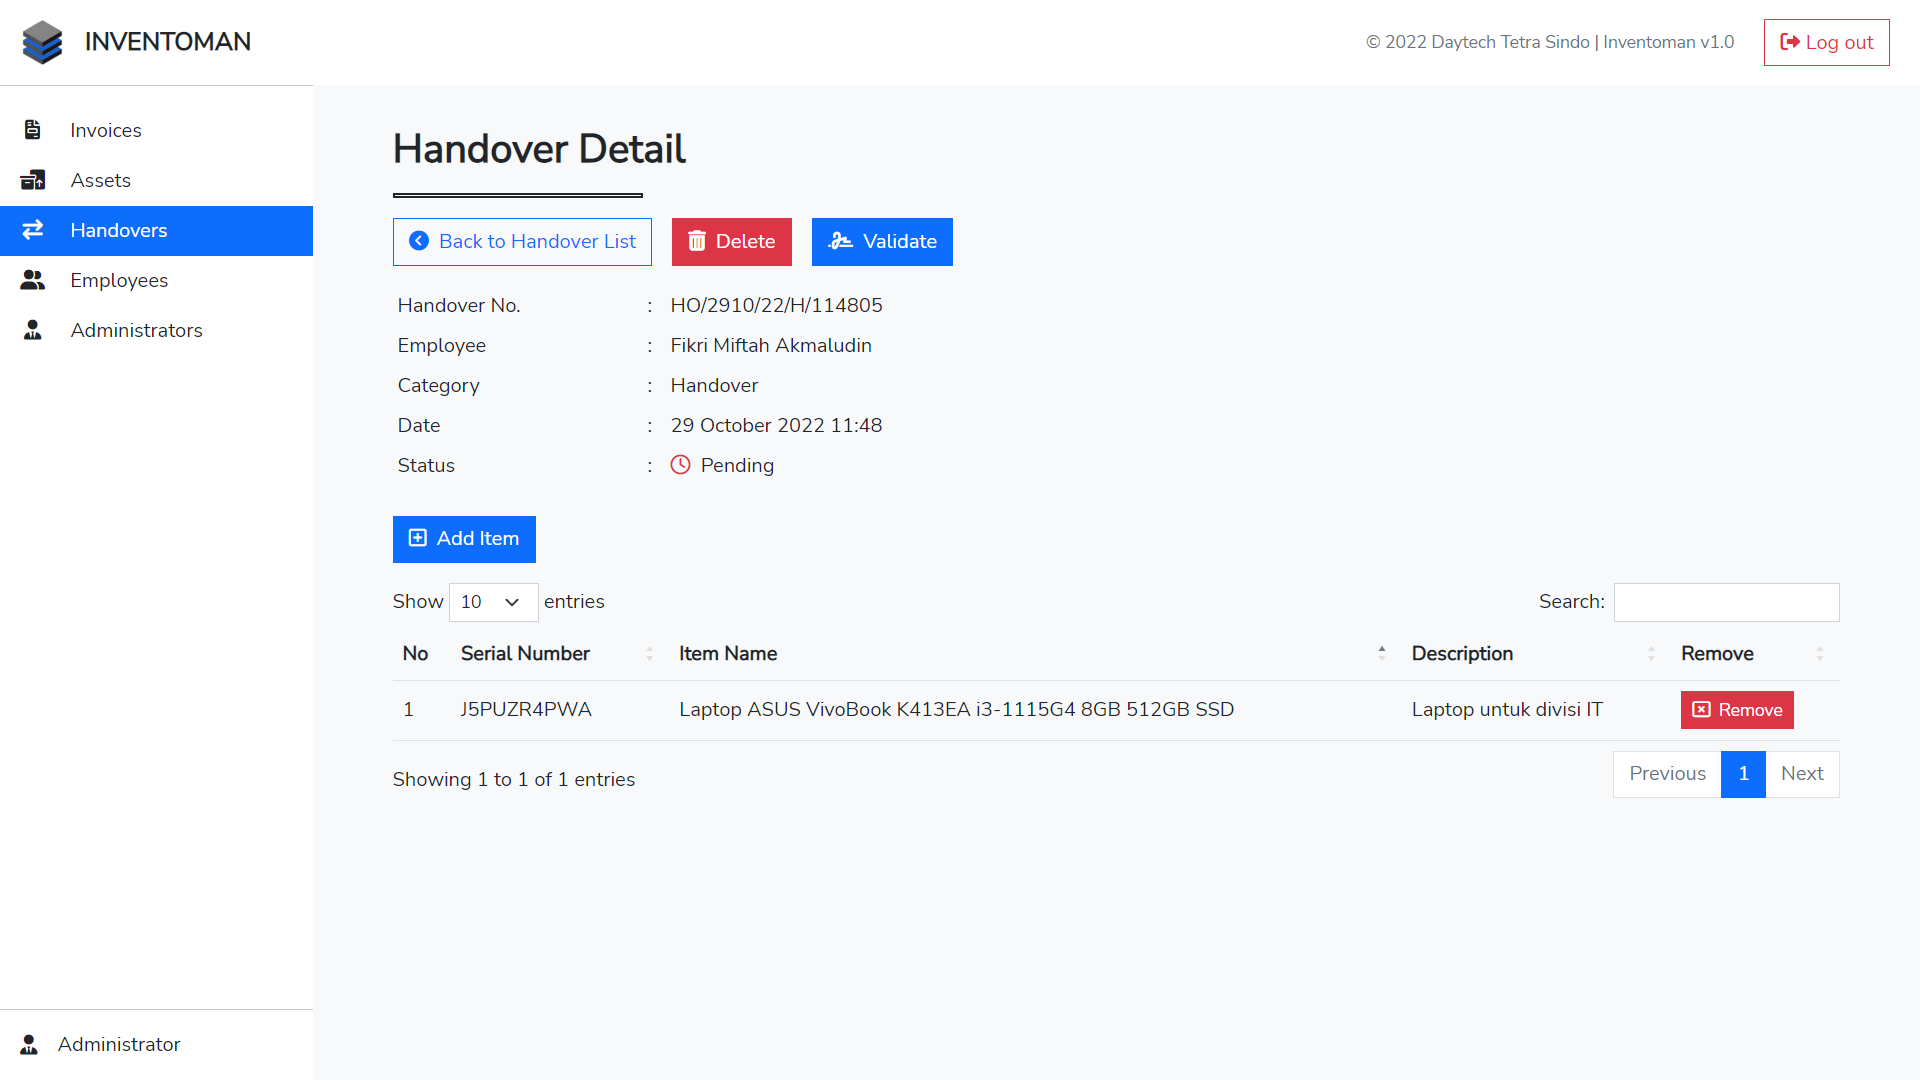 INVENTOMAN
© 2022 Daytech Tetra Sindo | Inventoman v1.0
Log out
Invoices
Assets
Handovers
Employees
Administrators
Handover Detail
Back to Handover List
Delete
Validate
Handover No. : HO/2910/22/H/114805
Employee : Fikri Miftah Akmaludin
Category : Handover
Date : 29 October 2022 11:48
Status : Pending
Add Item
Show 10 entries
Search:
No Serial Number Item Name Description Remove
1 J5PUZR4PWA Laptop ASUS VivoBook K413EA i3-1115G4 8GB 512GB SSD Laptop untuk divisi IT Remove
Showing 1 to 1 of 1 entries
Previous 1 Next
Administrator